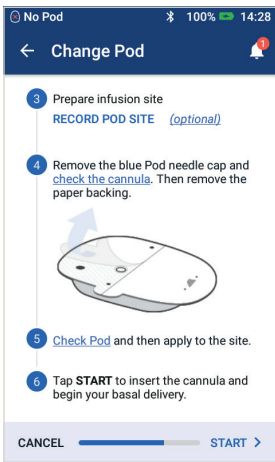 No Pod 100% 14:28
Change Pod 1
3 Prepare infusion site
RECORD POD SITE (optional)
4 Remove the blue Pod needle cap and
check the cannula. Then remove the
paper backing.
5 Check Pod and then apply to the site.
6 Tap START to insert the cannula and
begin your basal delivery.
CANCEL START